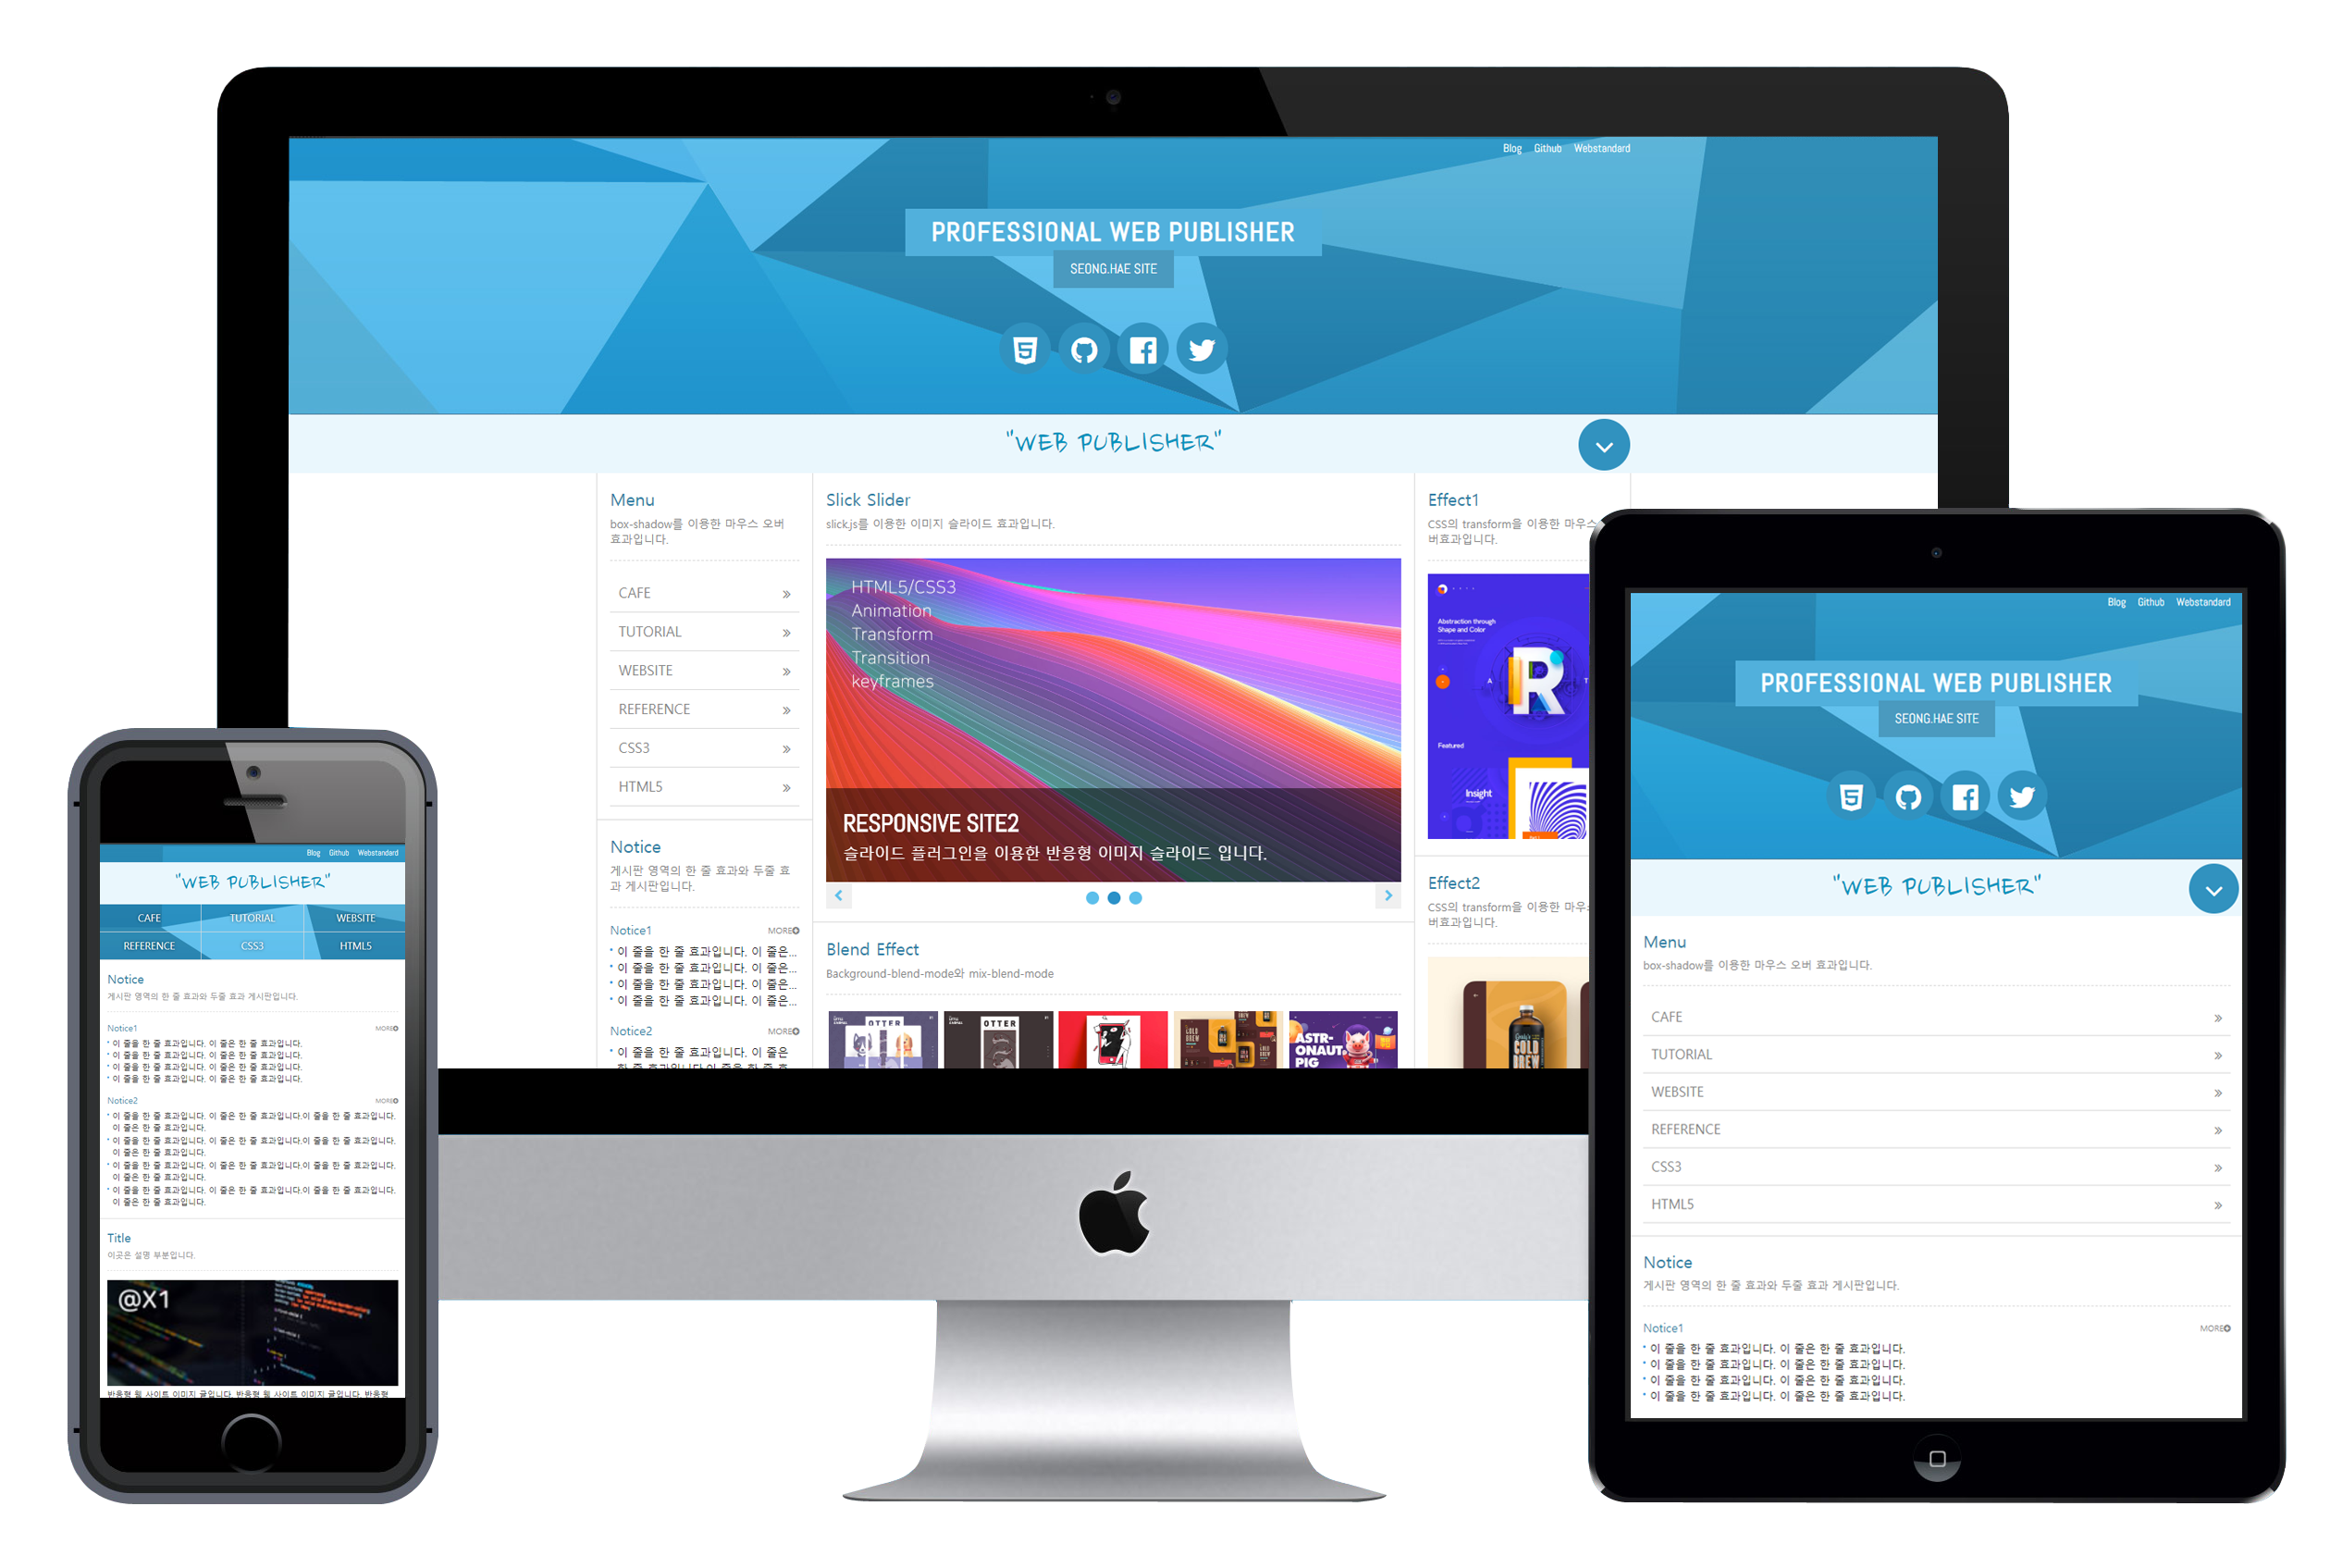 Blog Github Webstandard
PROFESSIONAL WEB PUBLISHER
SEONG.HAE SITE
"WEB PUBLISHER"
Menu
box-shadow를 이용한 마우스 오버
효과입니다.
CAFE
TUTORIAL
WEBSITE
REFERENCE
CSS3
HTML5
Notice
게시판 영역의 한 줄 효과와 두줄 효
과 게시판입니다.
Notice1 MORE
이 줄을 한 줄 효과입니다. 이 줄은...
이 줄을 한 줄 효과입니다. 이 줄은...
이 줄을 한 줄 효과입니다. 이 줄은...
이 줄을 한 줄 효과입니다. 이 줄은...
Notice2 MORE
이 줄을 한 줄 효과입니다. 이 줄은
한 줄 효과입니다.이 줄을 한 줄 효
Slick Slider
slick.js를 이용한 이미지 슬라이드 효과입니다.
HTML5/CSS3
Animation
Transform
Transition
keyframes
RESPONSIVE SITE2
슬라이드 플러그인을 이용한 반응형 이미지 슬라이드 입니다.
Blend Effect
Background-blend-mode와 mix-blend-mode
OTTER
OTTER
COLD
BREW
ASTR-
ONAUT
PIG
Effect1
CSS의 transform을 이용한 마우스
버효과입니다.
Abstraction through
Shape and Color
R
A T
Featured
Insight
Effect2
CSS의 transform을 이용한 마우
버효과입니다.
COLD
BREW
Blog Github Webstandard
"WEB PUBLISHER"
CAFE TUTORIAL WEBSITE
REFERENCE CSS3 HTML5
Notice
게시판 영역의 한 줄 효과와 두줄 효과 게시판입니다.
Notice1 MORE
이 줄을 한 줄 효과입니다. 이 줄은 한 줄 효과입니다.
이 줄을 한 줄 효과입니다. 이 줄은 한 줄 효과입니다.
이 줄을 한 줄 효과입니다. 이 줄은 한 줄 효과입니다.
이 줄을 한 줄 효과입니다. 이 줄은 한 줄 효과입니다.
Notice2 MORE
이 줄을 한 줄 효과입니다. 이 줄은 한 줄 효과입니다.이 줄을 한 줄 효과입니다.
이 줄은 한 줄 효과입니다.
이 줄을 한 줄 효과입니다. 이 줄은 한 줄 효과입니다.이 줄을 한 줄 효과입니다.
이 줄은 한 줄 효과입니다.
이 줄을 한 줄 효과입니다. 이 줄은 한 줄 효과입니다.이 줄을 한 줄 효과입니다.
이 줄은 한 줄 효과입니다.
이 줄을 한 줄 효과입니다. 이 줄은 한 줄 효과입니다.이 줄을 한 줄 효과입니다.
이 줄은 한 줄 효과입니다.
Title
이곳은 설명 부분입니다.
@X1
반응형 웹 사이트 이미지 글입니다. 반응형 웹 사이트 이미지 글입니다. 반응형
Blog Github Webstandard
PROFESSIONAL WEB PUBLISHER
SEONG.HAE SITE
"WEB PUBLISHER"
Menu
box-shadow를 이용한 마우스 오버 효과입니다.
CAFE
TUTORIAL
WEBSITE
REFERENCE
CSS3
HTML5
Notice
게시판 영역의 한 줄 효과와 두줄 효과 게시판입니다.
Notice1 MORE
이 줄을 한 줄 효과입니다. 이 줄은 한 줄 효과입니다.
이 줄을 한 줄 효과입니다. 이 줄은 한 줄 효과입니다.
이 줄을 한 줄 효과입니다. 이 줄은 한 줄 효과입니다.
이 줄을 한 줄 효과입니다. 이 줄은 한 줄 효과입니다.